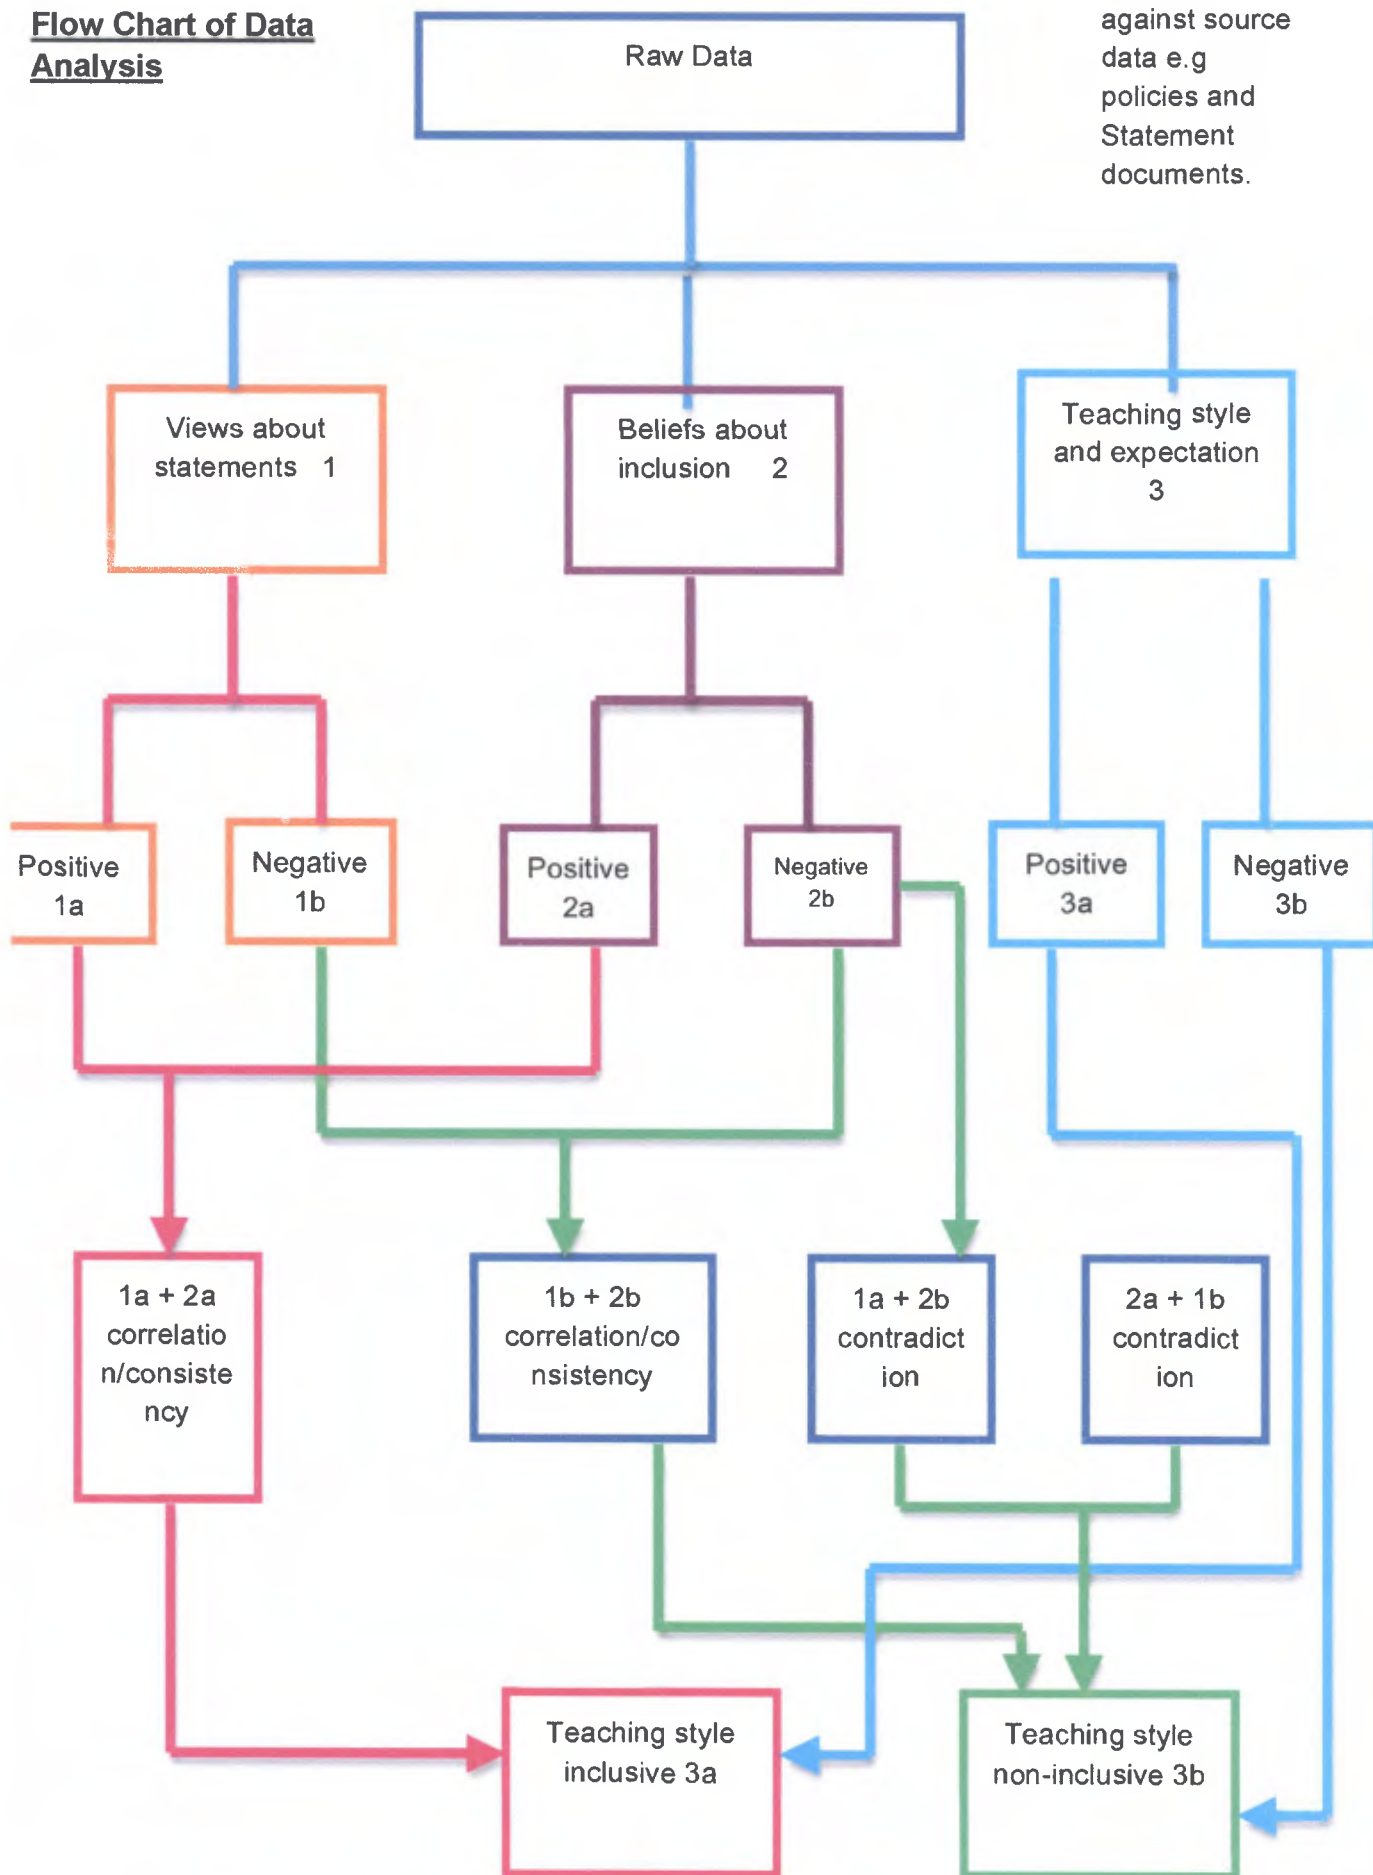 Flow Chart of Data
Analysis
Raw Data
against source
data e.g
policies and
Statement
documents.
Views about
statements 1
Beliefs about
inclusion 2
Teaching style
and expectation
3
Positive
1a
Negative
1b
Positive
2a
Negative
2b
Positive
3a
Negative
3b
1a + 2a
correlatio
n/consiste
ncy
1b + 2b
correlation/co
nsistency
1a + 2b
contradict
ion
2a + 1b
contradict
ion
Teaching style
inclusive 3a
Teaching style
non-inclusive 3b